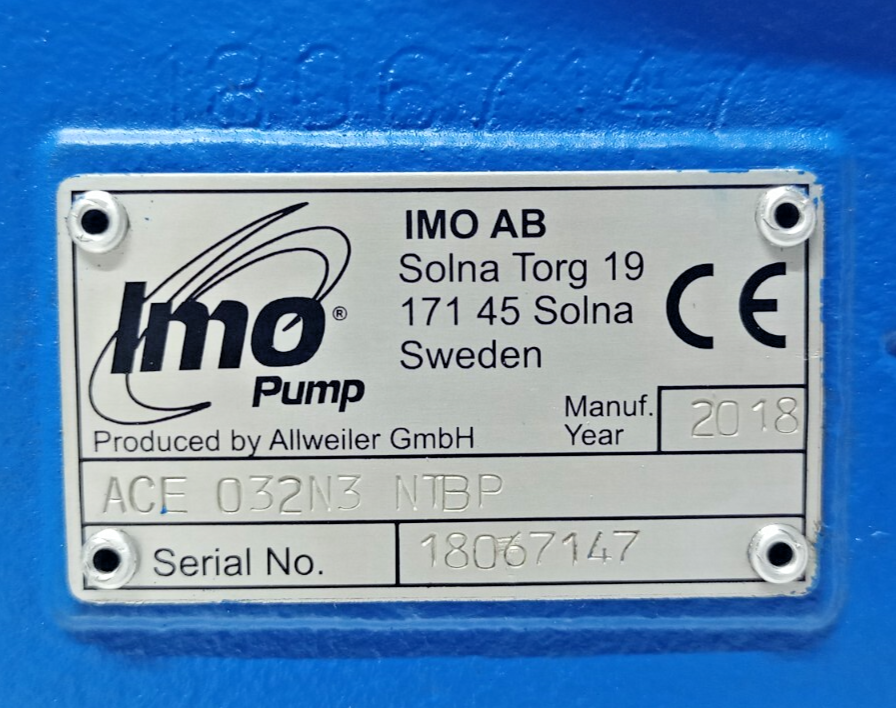 18067147
Imo®
Pump
IMO AB
Solna Torg 19
171 45 Solna
Sweden
CE
Produced by Allweiler GmbH
Manuf.
Year
2018
ACE 032N3 NTBP
Serial No.
18067147